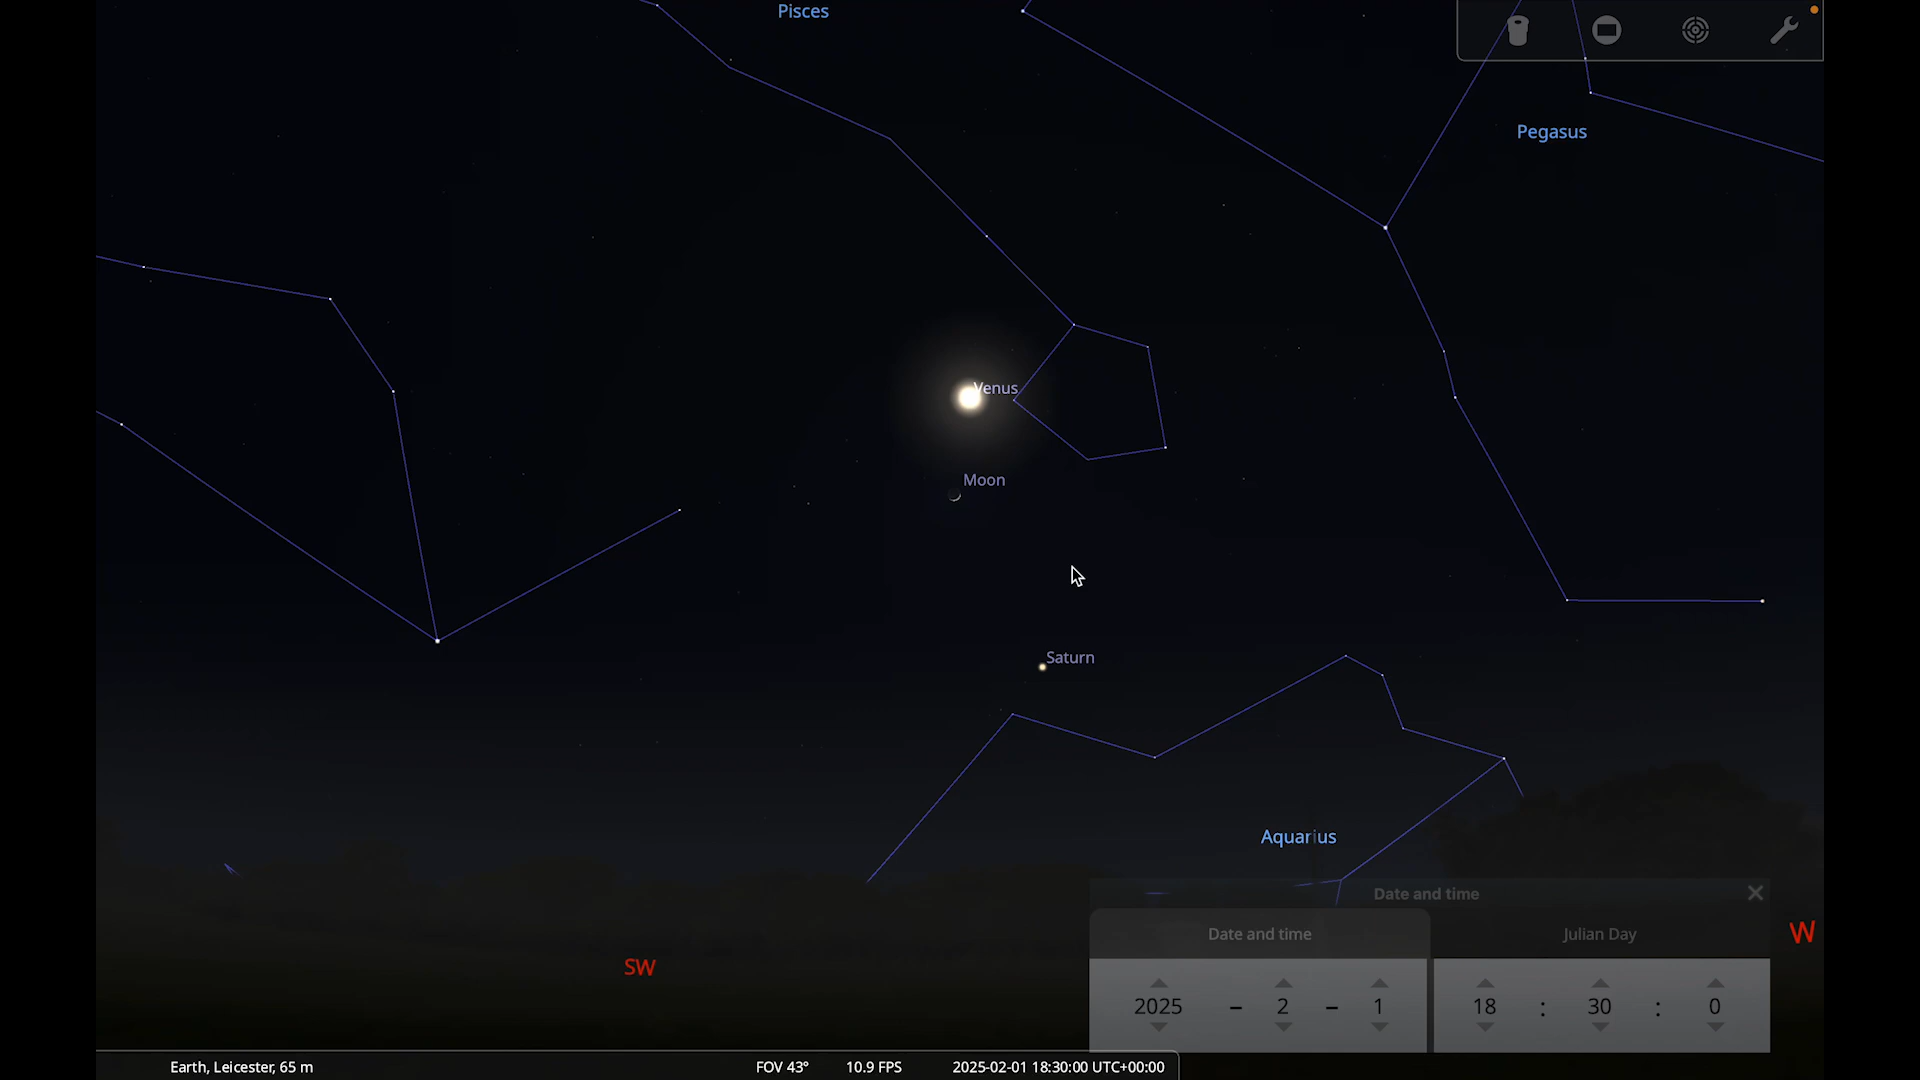 Pisces
Pegasus
Venus
Moon
Saturn
Aquarius
Date and time
Date and time
Julian Day
W
SW
2025 – 2 – 1
18 : 30 : 0
Earth, Leicester, 65 m
FOV 43°
10.9 FPS
2025-02-01 18:30:00 UTC+00:00